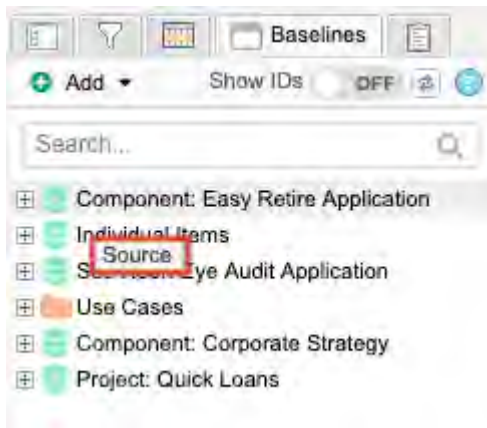 Baselines
Add
Show IDs OFF
Search...
Component: Easy Retire Application
Individual Items
Source
Eye Audit Application
Use Cases
Component: Corporate Strategy
Project: Quick Loans